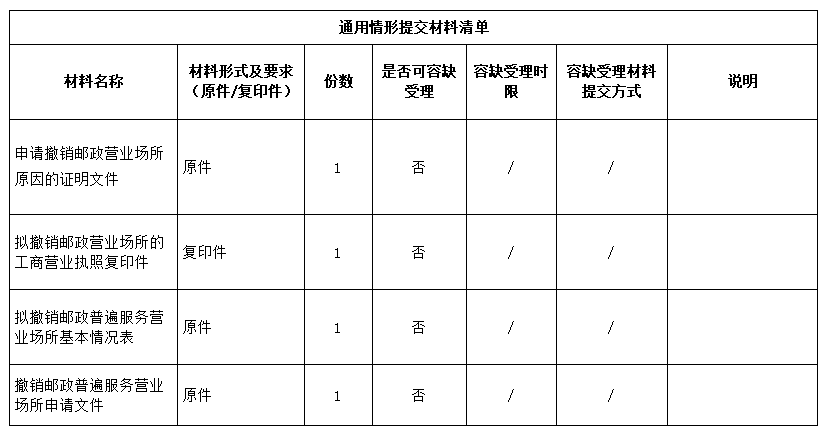 通用情形提交材料清单
材料名称
材料形式及要求
（原件/复印件）
份数
是否可容缺
受理
容缺受理时
限
容缺受理材料
提交方式
说明
申请撤销邮政营业场所
原因的证明文件
原件
1
否
/
/
拟撤销邮政营业场所的
工商营业执照复印件
复印件
1
否
/
/
拟撤销邮政普遍服务营
业场所基本情况表
原件
1
否
/
/
撤销邮政普遍服务营业
场所申请文件
原件
1
否
/
/